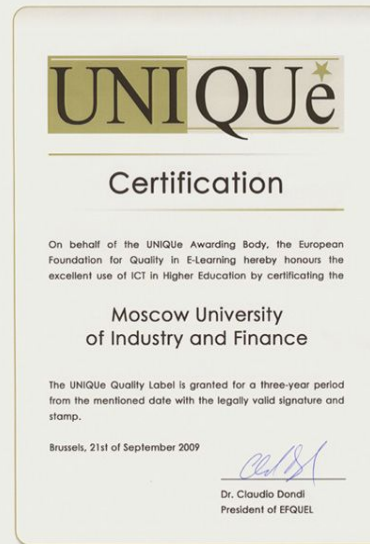 UNIQUe
Certification
On behalf of the UNIQUe Awarding Body, the European
Foundation for Quality in E-Learning hereby honours the
excellent use of ICT in Higher Education by certificating the
Moscow University
of Industry and Finance
The UNIQUe Quality Label is granted for a three-year period
from the mentioned date with the legally valid signature and
stamp.
Brussels, 21st of September 2009
Dr. Claudio Dondi
President of EFQUEL